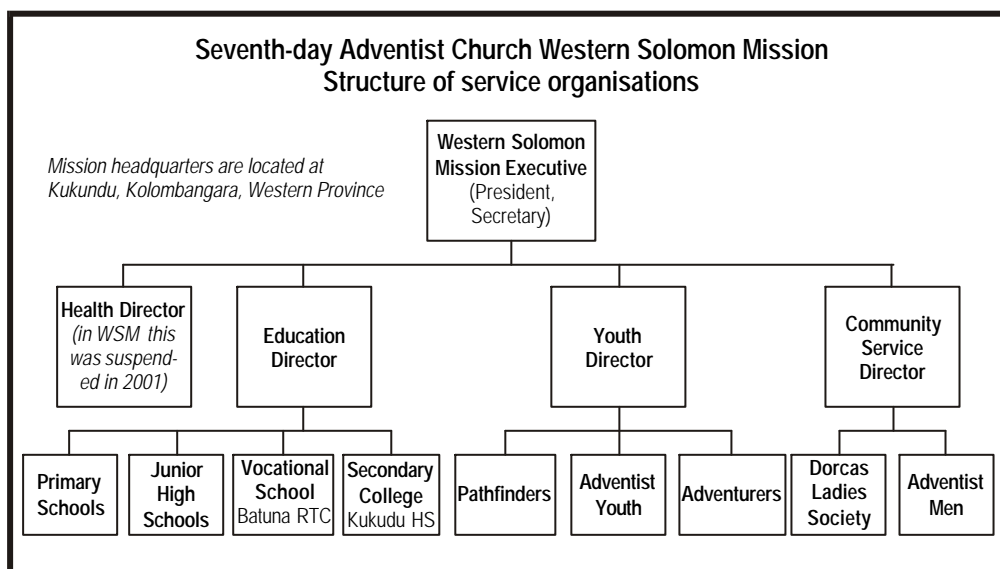 Seventh-day Adventist Church Western Solomon Mission
Structure of service organisations
Mission headquarters are located at
Kukundu, Kolombangara, Western Province
Western Solomon
Mission Executive
(President,
Secretary)
Health Director
(in WSM this
was suspend-
ed in 2001)
Education
Director
Youth
Director
Community
Service
Director
Primary
Schools
Junior
High
Schools
Vocational
School
Batuna RTC
Secondary
College
Kukudu HS
Pathfinders
Adventist
Youth
Adventurers
Dorcas
Ladies
Society
Adventist
Men